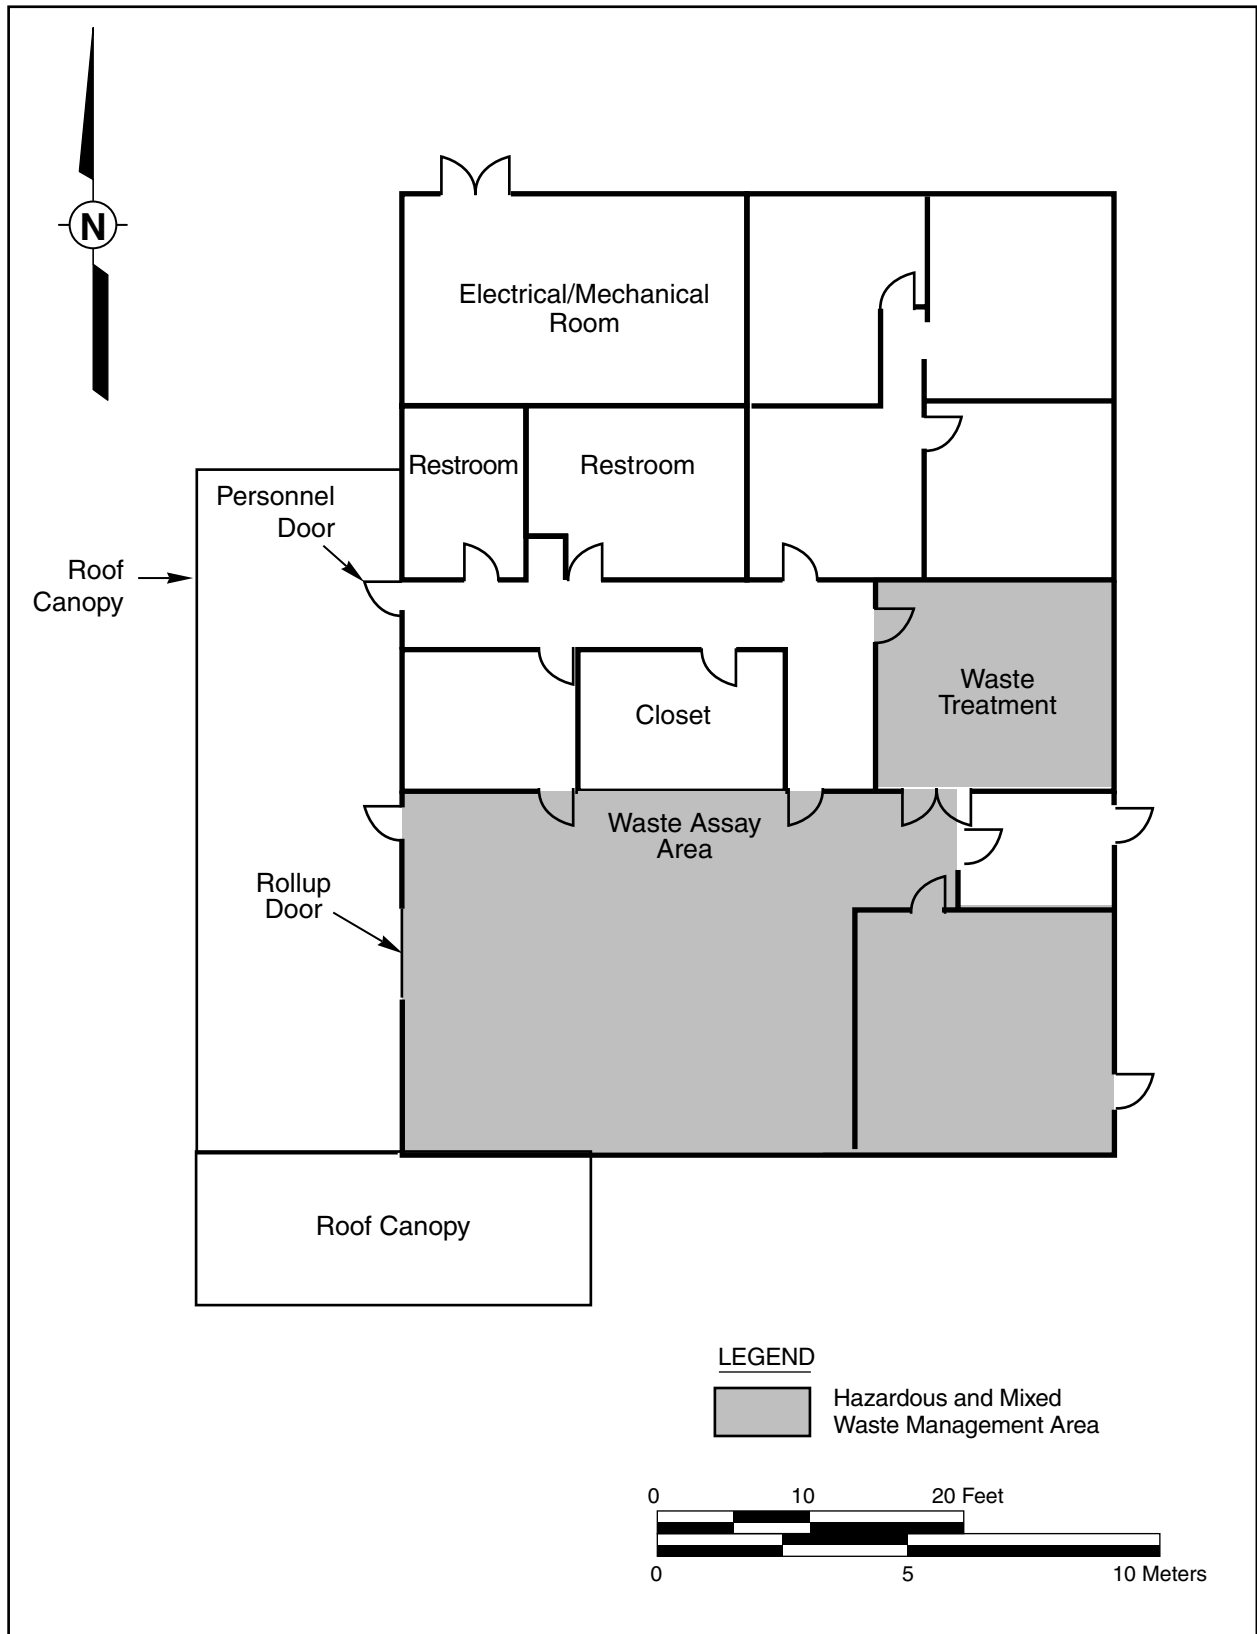 N
Electrical/Mechanical
Room
Restroom
Restroom
Personnel
Door
Roof
Canopy
Waste
Treatment
Closet
Waste Assay
Area
Rollup
Door
Roof Canopy
LEGEND
Hazardous and Mixed
Waste Management Area
0 10 20 Feet
0 5 10 Meters